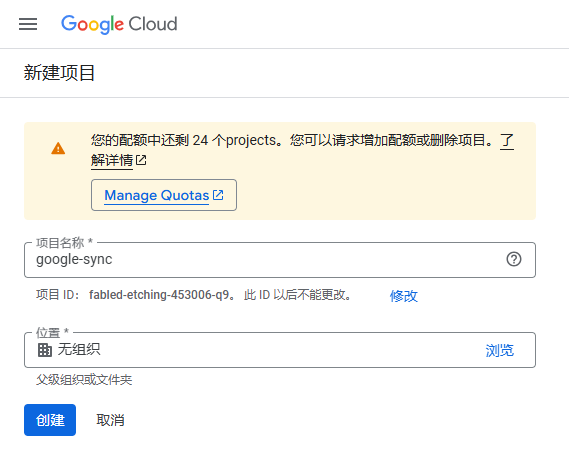 Google Cloud
新建项目
您的配额中还剩 24 个projects。您可以请求增加配额或删除项目。了
解详情
Manage Quotas
项目名称 *
google-sync
项目 ID： fabled-etching-453006-q9。 此 ID 以后不能更改。 修改
位置 *
无组织 浏览
父级组织或文件夹
创建 取消